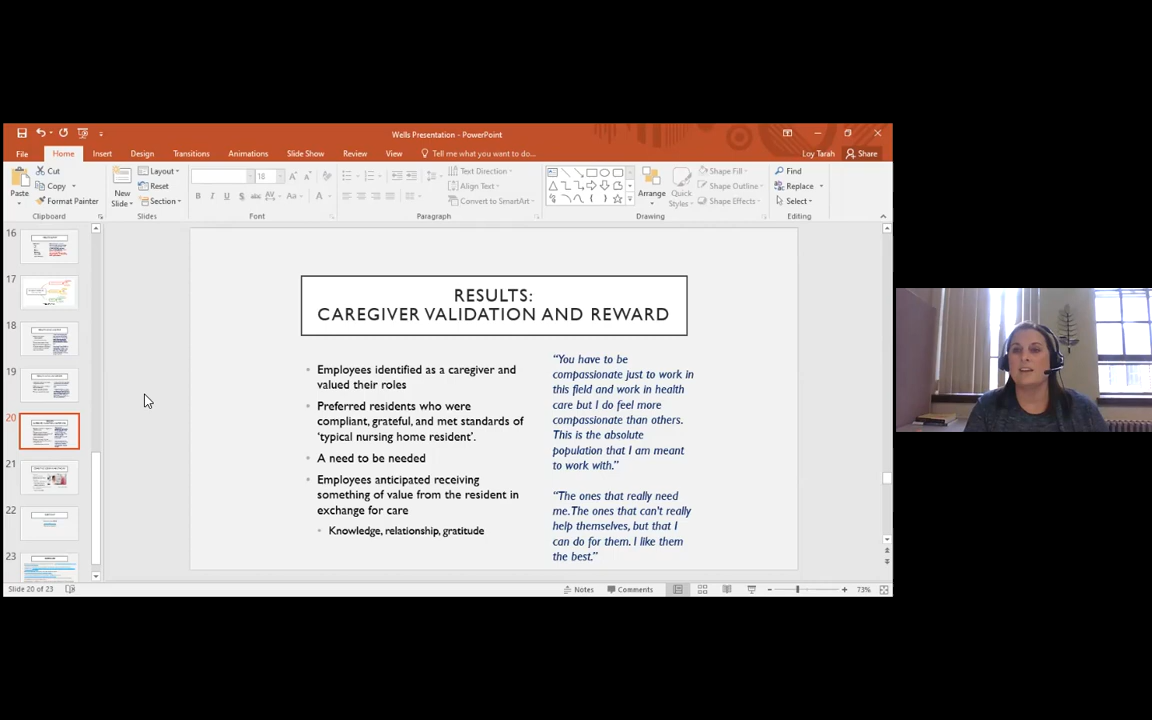 Wells Presentation - PowerPoint
File Home Insert Design Transitions Animations Slide Show Review View Tell me what you want to do... Loy Tarah Share
Paste
Cut
Copy
Format Painter
Clipboard
New
Slide
Layout
Reset
Section
Slides
18
B I U S abc AV Aa A
Font
Text Direction
Align Text
Convert to SmartArt
Paragraph
Arrange
Quick
Styles
Shape Fill
Shape Outline
Shape Effects
Drawing
Find
Replace
Select
Editing
16
17
18
19
20
21
22
23
RESULTS:
CAREGIVER VALIDATION AND REWARD
• Employees identified as a caregiver and
valued their roles
• Preferred residents who were
compliant, grateful, and met standards of
‘typical nursing home resident’.
• A need to be needed
• Employees anticipated receiving
something of value from the resident in
exchange for care
• Knowledge, relationship, gratitude
“You have to be
compassionate just to work in
this field and work in health
care but I do feel more
compassionate than others.
This is the absolute
population that I am meant
to work with.”
“The ones that really need
me. The ones that can't really
help themselves, but that I
can do for them. I like them
the best.”
Slide 20 of 23
Notes Comments 73%